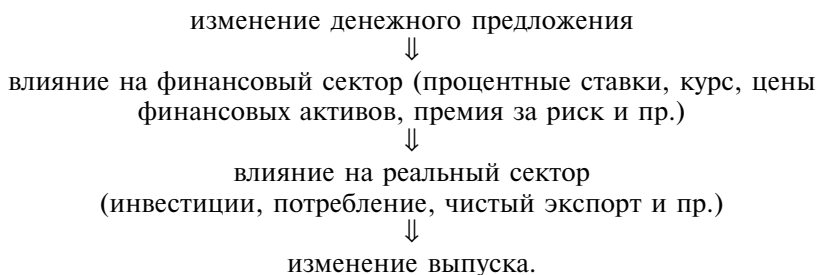 изменение денежного предложения
⇓
влияние на финансовый сектор (процентные ставки, курс, цены
финансовых активов, премия за риск и пр.)
⇓
влияние на реальный сектор
(инвестиции, потребление, чистый экспорт и пр.)
⇓
изменение выпуска.